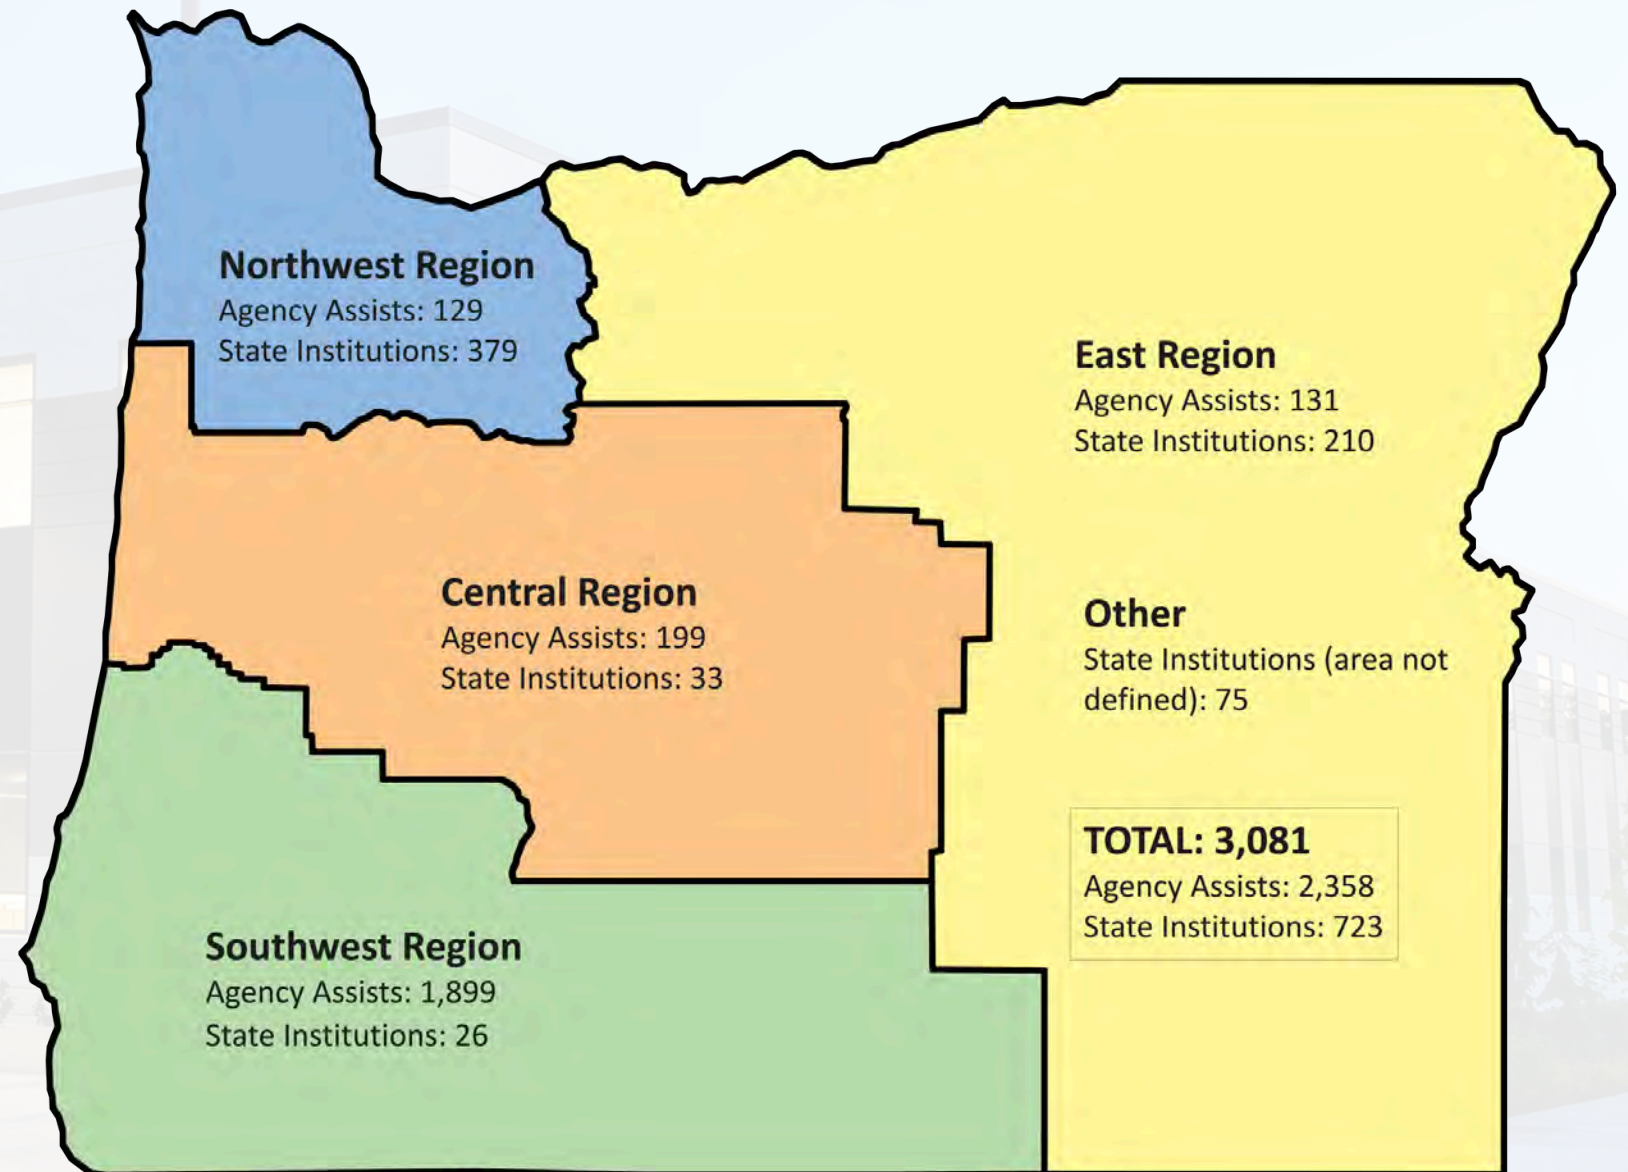 Northwest Region
Agency Assists: 129
State Institutions: 379
East Region
Agency Assists: 131
State Institutions: 210
Central Region
Agency Assists: 199
State Institutions: 33
Other
State Institutions (area not
defined): 75
TOTAL: 3,081
Agency Assists: 2,358
State Institutions: 723
Southwest Region
Agency Assists: 1,899
State Institutions: 26